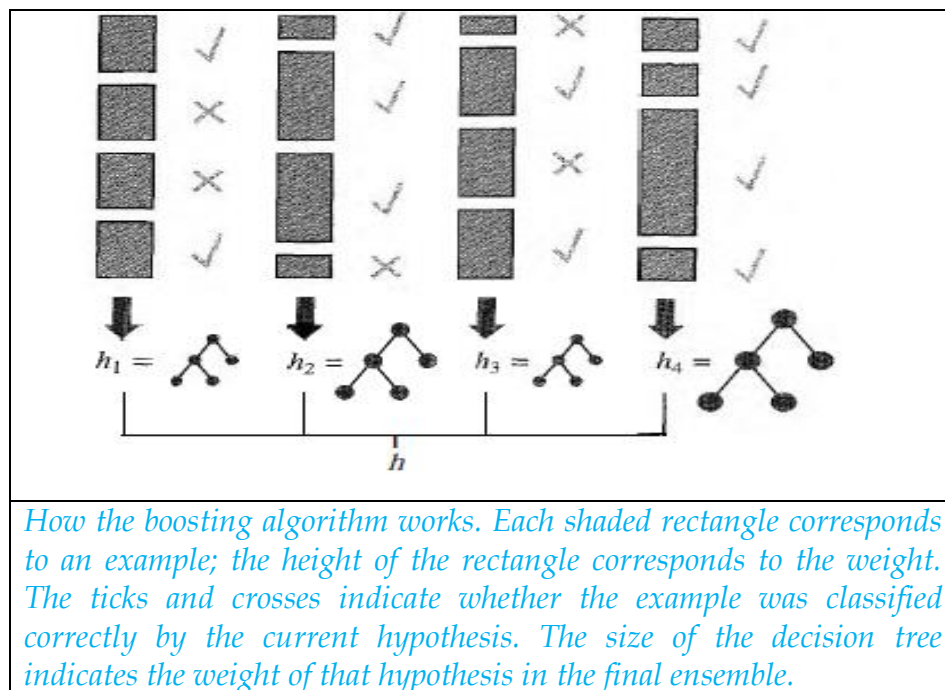 h₁ = h₂ = h₃ = h₄ =
h
How the boosting algorithm works. Each shaded rectangle corresponds
to an example; the height of the rectangle corresponds to the weight.
The ticks and crosses indicate whether the example was classified
correctly by the current hypothesis. The size of the decision tree
indicates the weight of that hypothesis in the final ensemble.